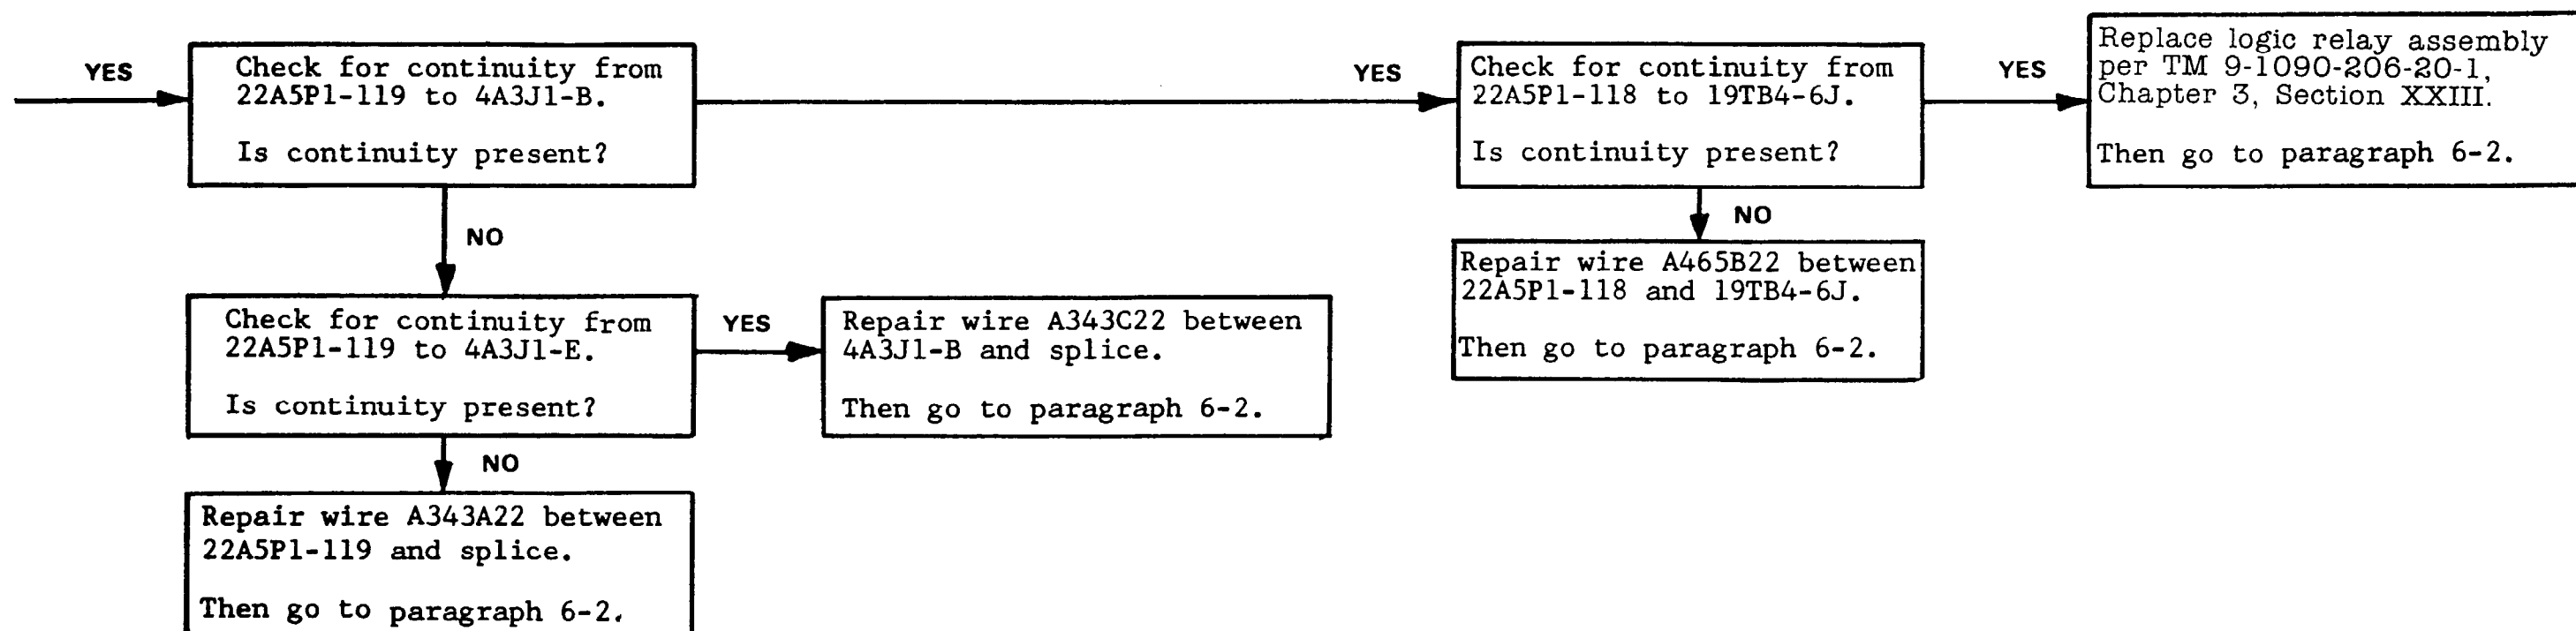 YES
Check for continuity from
22A5P1-119 to 4A3J1-B.
Is continuity present?
YES
Check for continuity from
22A5P1-118 to 19TB4-6J.
Is continuity present?
YES
Replace logic relay assembly
per TM 9-1090-206-20-1,
Chapter 3, Section XXIII.
Then go to paragraph 6-2.
NO
Repair wire A465B22 between
22A5P1-118 and 19TB4-6J.
Then go to paragraph 6-2.
NO
Check for continuity from
22A5P1-119 to 4A3J1-E.
Is continuity present?
YES
Repair wire A343C22 between
4A3J1-B and splice.
Then go to paragraph 6-2.
NO
Repair wire A343A22 between
22A5P1-119 and splice.
Then go to paragraph 6-2.